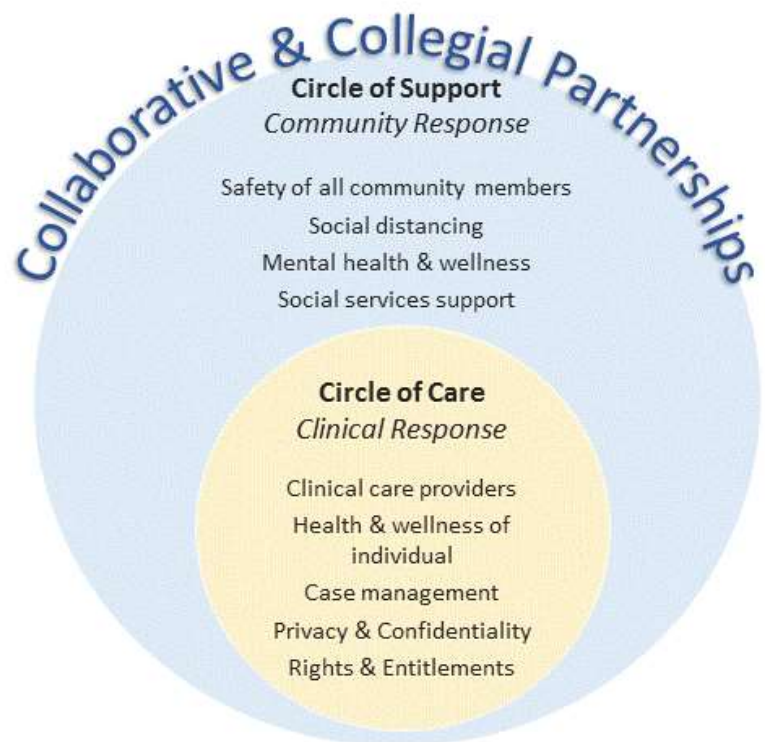 Collaborative & Collegial Partnerships
Circle of Support
Community Response
Safety of all community members
Social distancing
Mental health & wellness
Social services support
Circle of Care
Clinical Response
Clinical care providers
Health & wellness of
individual
Case management
Privacy & Confidentiality
Rights & Entitlements